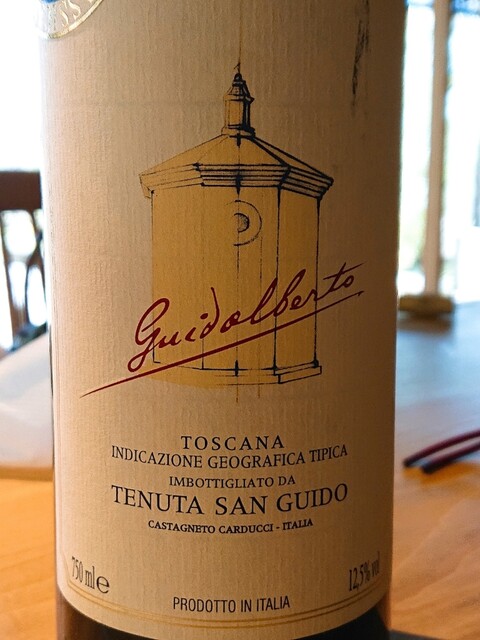 Guidalberto
TOSCANA
INDICAZIONE GEOGRAFICA TIPICA
IMBOTTIGLIATO DA
TENUTA SAN GUIDO
CASTAGNETO CARDUCCI - ITALIA
750 ml e
12,5% vol
PRODOTTO IN ITALIA